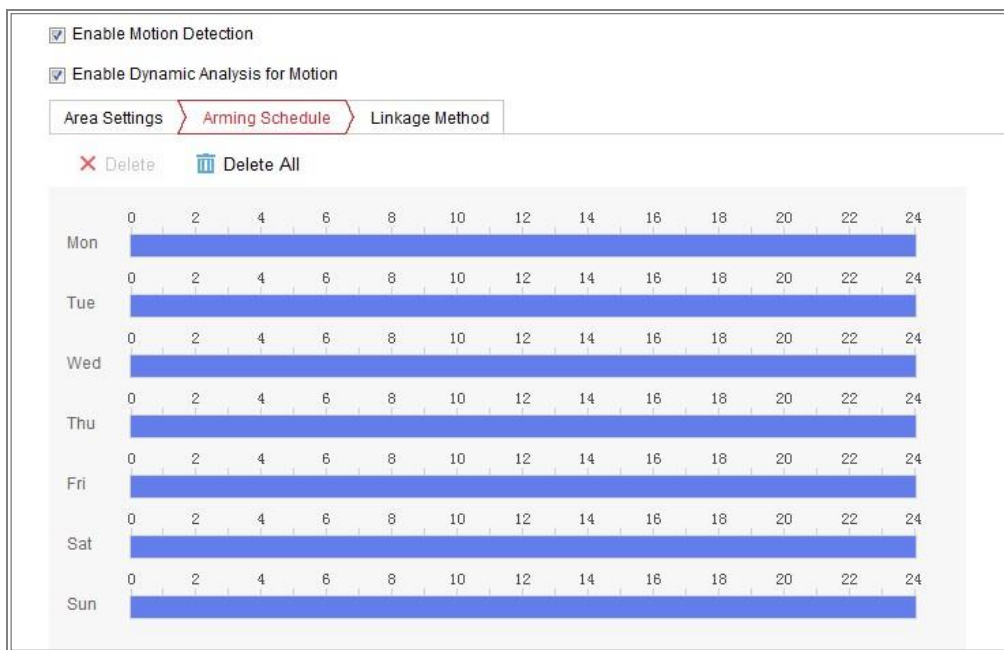 Enable Motion Detection
Enable Dynamic Analysis for Motion
Area Settings Arming Schedule Linkage Method
Delete Delete All
0 2 4 6 8 10 12 14 16 18 20 22 24
Mon
0 2 4 6 8 10 12 14 16 18 20 22 24
Tue
0 2 4 6 8 10 12 14 16 18 20 22 24
Wed
0 2 4 6 8 10 12 14 16 18 20 22 24
Thu
0 2 4 6 8 10 12 14 16 18 20 22 24
Fri
0 2 4 6 8 10 12 14 16 18 20 22 24
Sat
0 2 4 6 8 10 12 14 16 18 20 22 24
Sun